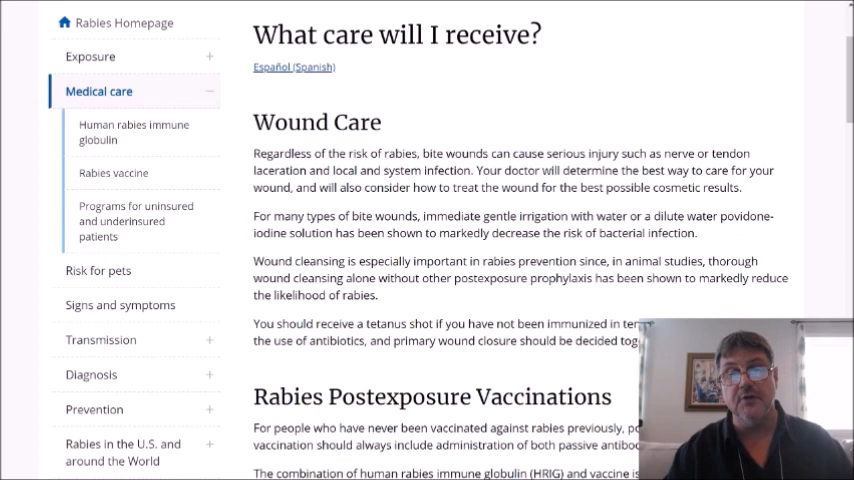 Rabies Homepage
Exposure
Medical care
Human rabies immune
globulin
Rabies vaccine
Programs for uninsured
and underinsured
patients
Risk for pets
Signs and symptoms
Transmission
Diagnosis
Prevention
Rabies in the U.S. and
around the World
What care will I receive?
Español (Spanish)
Wound Care
Regardless of the risk of rabies, bite wounds can cause serious injury such as nerve or tendon
laceration and local and system infection. Your doctor will determine the best way to care for your
wound, and will also consider how to treat the wound for the best possible cosmetic results.
For many types of bite wounds, immediate gentle irrigation with water or a dilute water povidone-
iodine solution has been shown to markedly decrease the risk of bacterial infection.
Wound cleansing is especially important in rabies prevention since, in animal studies, thorough
wound cleansing alone without other postexposure prophylaxis has been shown to markedly reduce
the likelihood of rabies.
You should receive a tetanus shot if you have not been immunized in
the use of antibiotics, and primary wound closure should be decided
Rabies Postexposure Vaccinations
For people who have never been vaccinated against rabies previously,
vaccination should always include administration of both passive
The combination of human rabies immune globulin (HRIG) and vaccine is